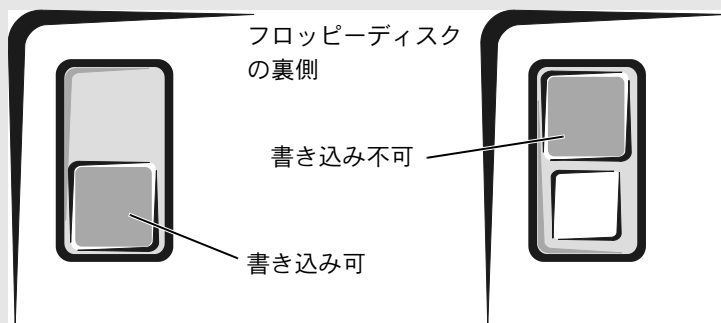 フロッピーディスク
の裏側
書き込み不可
書き込み可